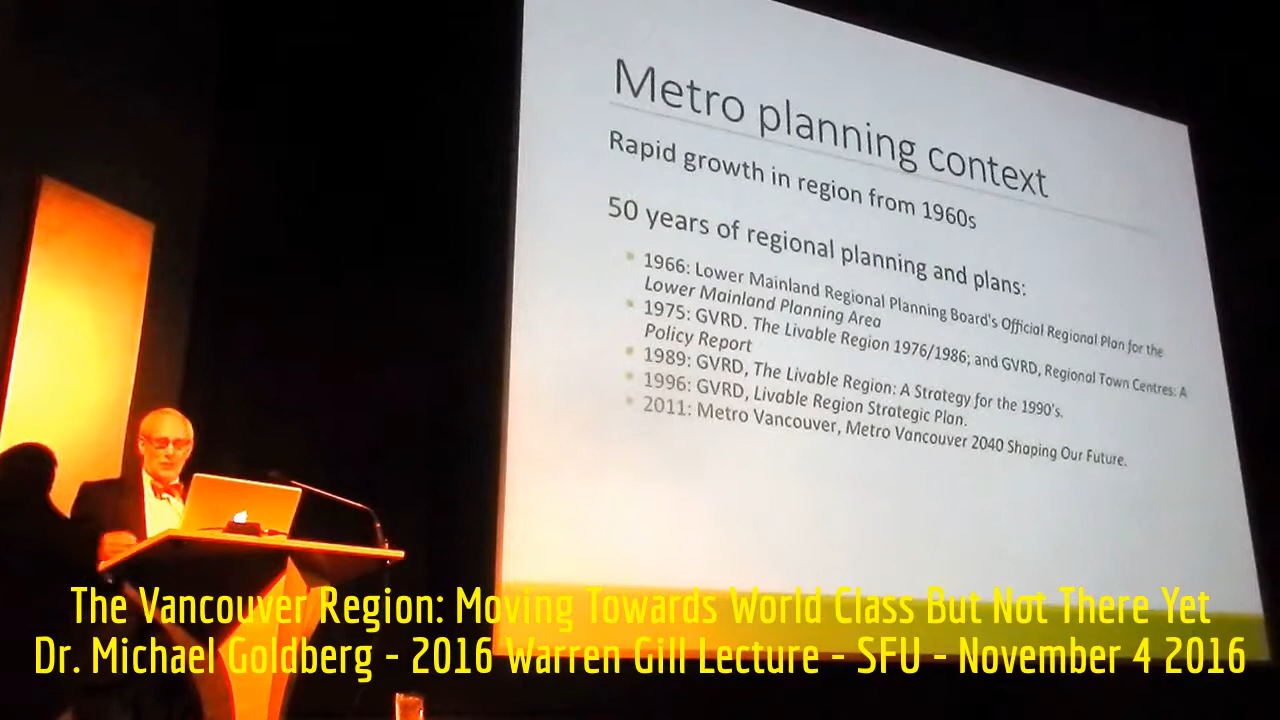 Metro planning context
Rapid growth in region from 1960s
50 years of regional planning and plans:
1966: Lower Mainland Regional Planning Board's Official Regional Plan for the
Lower Mainland Planning Area
1975: GVRD. The Livable Region 1976/1986; and GVRD, Regional Town Centres: A
Policy Report
1989: GVRD, The Livable Region: A Strategy for the 1990's.
1996: GVRD, Livable Region Strategic Plan.
2011: Metro Vancouver, Metro Vancouver 2040 Shaping Our Future.
The Vancouver Region: Moving Towards World Class But Not There Yet
Dr. Michael Goldberg - 2016 Warren Gill Lecture - SFU - November 4 2016